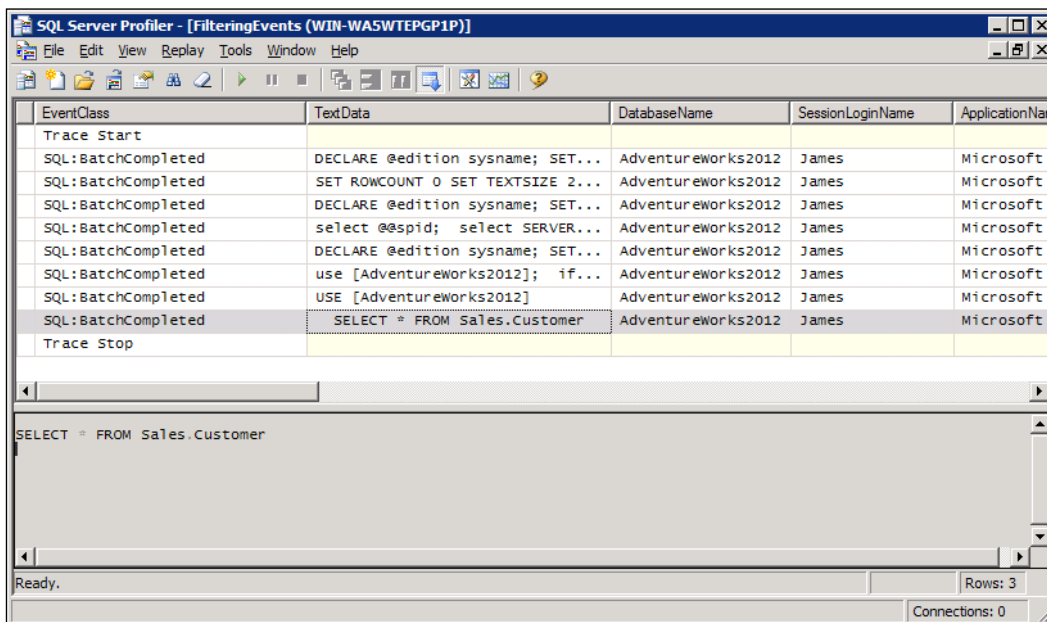 SQL Server Profiler - [FilteringEvents (WIN-WA5WTEPGP1P)]
File Edit View Replay Tools Window Help
EventClass TextData DatabaseName SessionLoginName ApplicationNa
Trace Start
SQL:BatchCompleted DECLARE @edition sysname; SET... AdventureWorks2012 James Microsoft
SQL:BatchCompleted SET ROWCOUNT 0 SET TEXTSIZE 2... AdventureWorks2012 James Microsoft
SQL:BatchCompleted DECLARE @edition sysname; SET... AdventureWorks2012 James Microsoft
SQL:BatchCompleted select @@spid; select SERVER... AdventureWorks2012 James Microsoft
SQL:BatchCompleted DECLARE @edition sysname; SET... AdventureWorks2012 James Microsoft
SQL:BatchCompleted use [AdventureWorks2012]; if... AdventureWorks2012 James Microsoft
SQL:BatchCompleted USE [AdventureWorks2012] AdventureWorks2012 James Microsoft
SQL:BatchCompleted SELECT * FROM Sales.Customer AdventureWorks2012 James Microsoft
Trace Stop
SELECT * FROM Sales.Customer
Ready. Rows: 3
Connections: 0